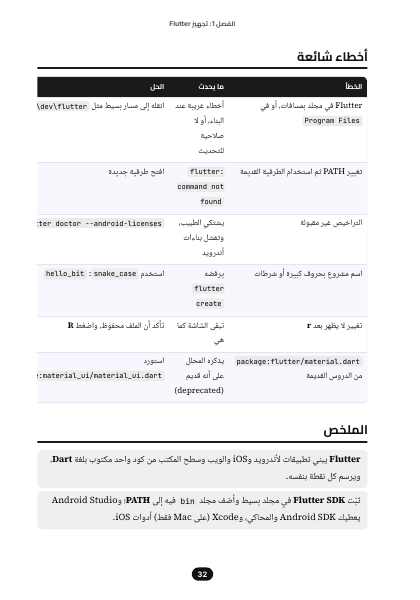 الفصل 1: تجهيز Flutter
أخطاء شائعة
الخطأ	ما يحدث	الحل
Flutter في مجلد بمسافات، أو في	أخطاء غريبة عند	انقله إلى مسار بسيط مثل \dev\flutter
Program Files	البناء، أو لا
صلاحية
للتحديث
تغيير PATH ثم استخدام الطرفية القديمة	flutter:	افتح طرفية جديدة
command not
found
التراخيص غير مقبولة	يشتكي الطبيب،	ter doctor --android-licenses
وتفشل بناءات
أندرويد
اسم مشروع بحروف كبيرة أو شرطات	يرفضه	استخدم snake_case : hello_bit
flutter
create
تغيير لا يظهر بعد r	تبقى الشاشة كما	تأكد أن الملف محفوظ، واضغط R
هي
package:flutter/material.dart	يذكره المحلل	استورد
من الدروس القديمة	على أنه قديم	e:material_ui/material_ui.dart
(deprecated)
الملخص
Flutter يبني تطبيقات لأندرويد وiOS والويب وسطح المكتب من كود واحد مكتوب بلغة Dart،
ويرسم كل نقطة بنفسه.
ثبّت Flutter SDK في مجلد بسيط وأضف مجلد bin فيه إلى PATH؛ وAndroid Studio
يعطيك Android SDK والمحاكي، وXcode (على Mac فقط) أدوات iOS.
32